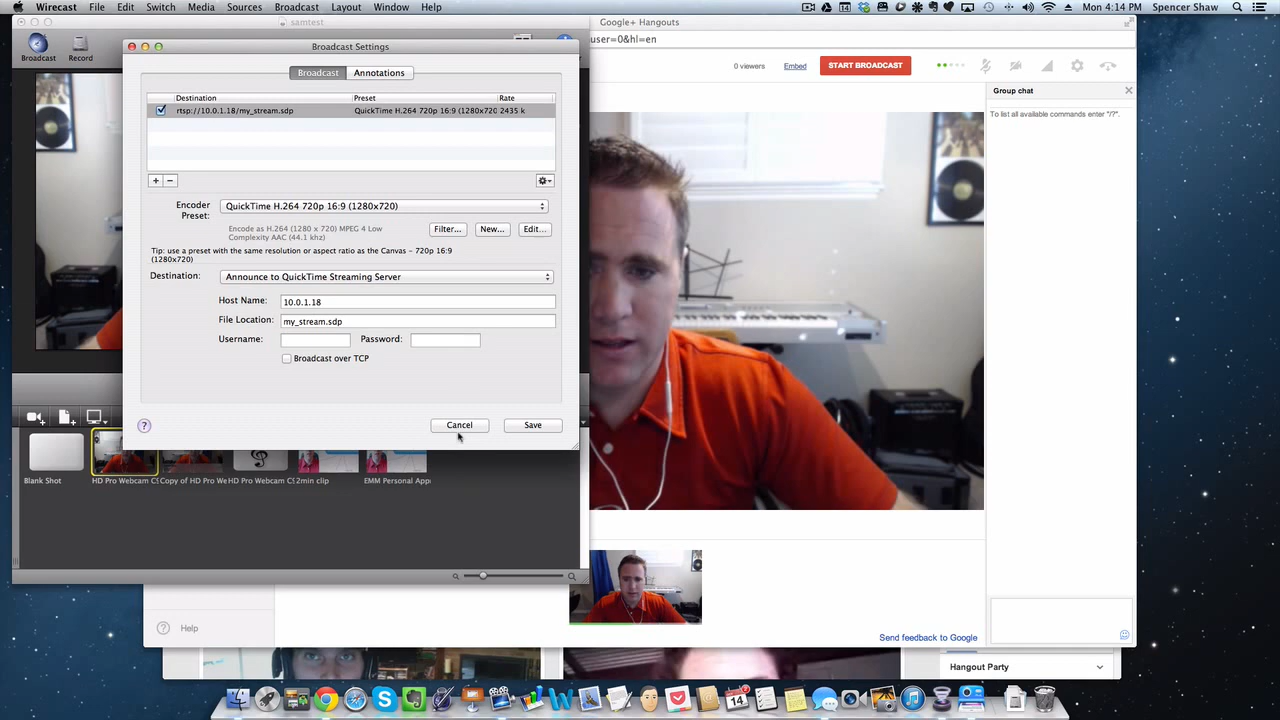 Wirecast File Edit Switch Media Sources Broadcast Layout Window Help Mon 4:14 PM Spencer Shaw
samtest
Google+ Hangouts
user=0&hl=en
Broadcast Record
Broadcast Settings
0 viewers Embed START BROADCAST
Broadcast Annotations
Group chat
To list all available commands enter "/?".
Destination Preset Rate
rtsp://10.0.1.18/my_stream.sdp QuickTime H.264 720p 16:9 (1280x720 2435 k
+ -
Encoder Preset: QuickTime H.264 720p 16:9 (1280x720)
Encode as H.264 (1280 x 720) MPEG 4 Low
Complexity AAC (44.1 khz)
Filter... New... Edit...
Tip: use a preset with the same resolution or aspect ratio as the Canvas – 720p 16:9
(1280x720)
Destination: Announce to QuickTime Streaming Server
Host Name: 10.0.1.18
File Location: my_stream.sdp
Username: Password:
Broadcast over TCP
? Cancel Save
Blank Shot HD Pro Webcam C Copy of HD Pro We HD Pro Webcam C 2min clip EMM Personal App
? Help
Send feedback to Google
Hangout Party
14